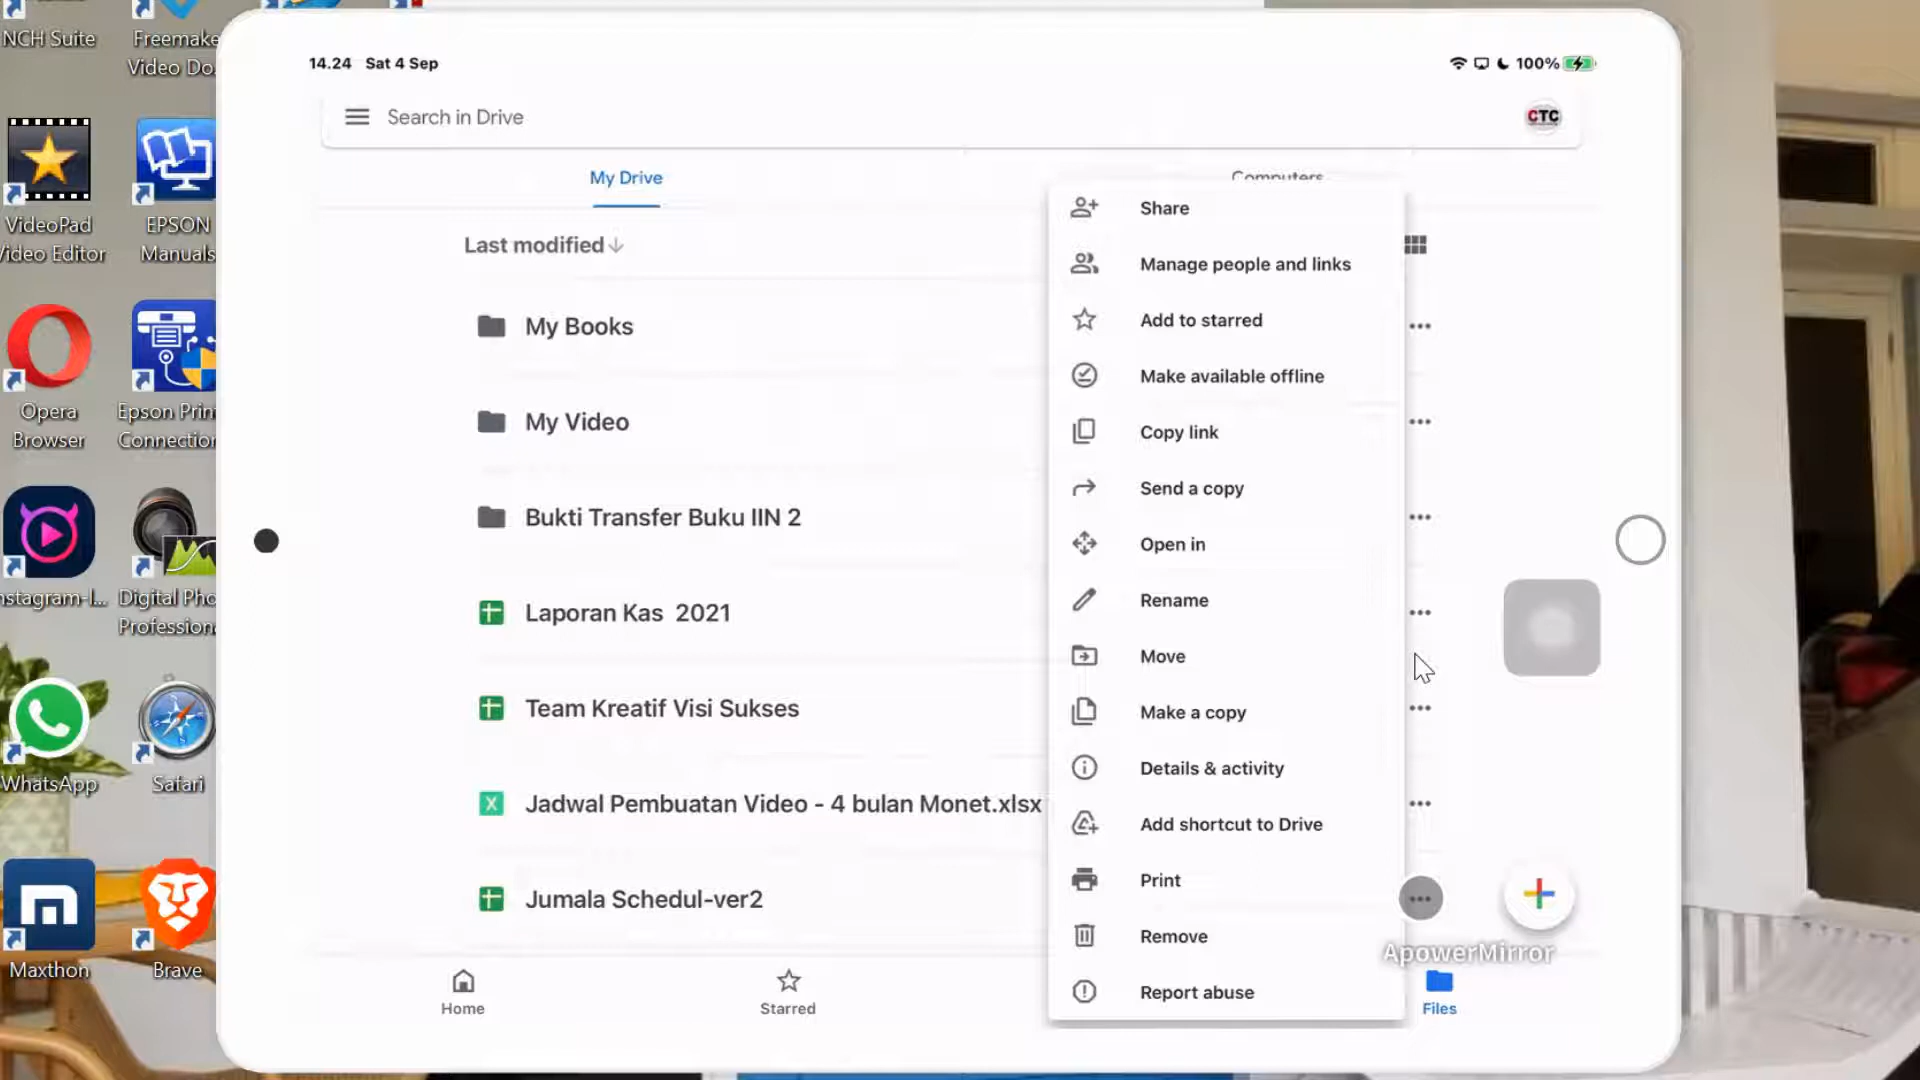 NCH Suite
Freemake
Video Do...
VideoPad
Video Editor
EPSON
Manuals
Opera
Browser
Epson Prin
Connection
Instagram-I...
Digital Pho
Professiona
WhatsApp
Safari
Maxthon
Brave
14.24 Sat 4 Sep
100%
Search in Drive
CTC
My Drive
Computers
Last modified
My Books
My Video
Bukti Transfer Buku IIN 2
Laporan Kas 2021
Team Kreatif Visi Sukses
Jadwal Pembuatan Video - 4 bulan Monet.xlsx
Jumala Schedul-ver2
Share
Manage people and links
Add to starred
Make available offline
Copy link
Send a copy
Open in
Rename
Move
Make a copy
Details & activity
Add shortcut to Drive
Print
Remove
Report abuse
ApowerMirror
Home
Starred
Files